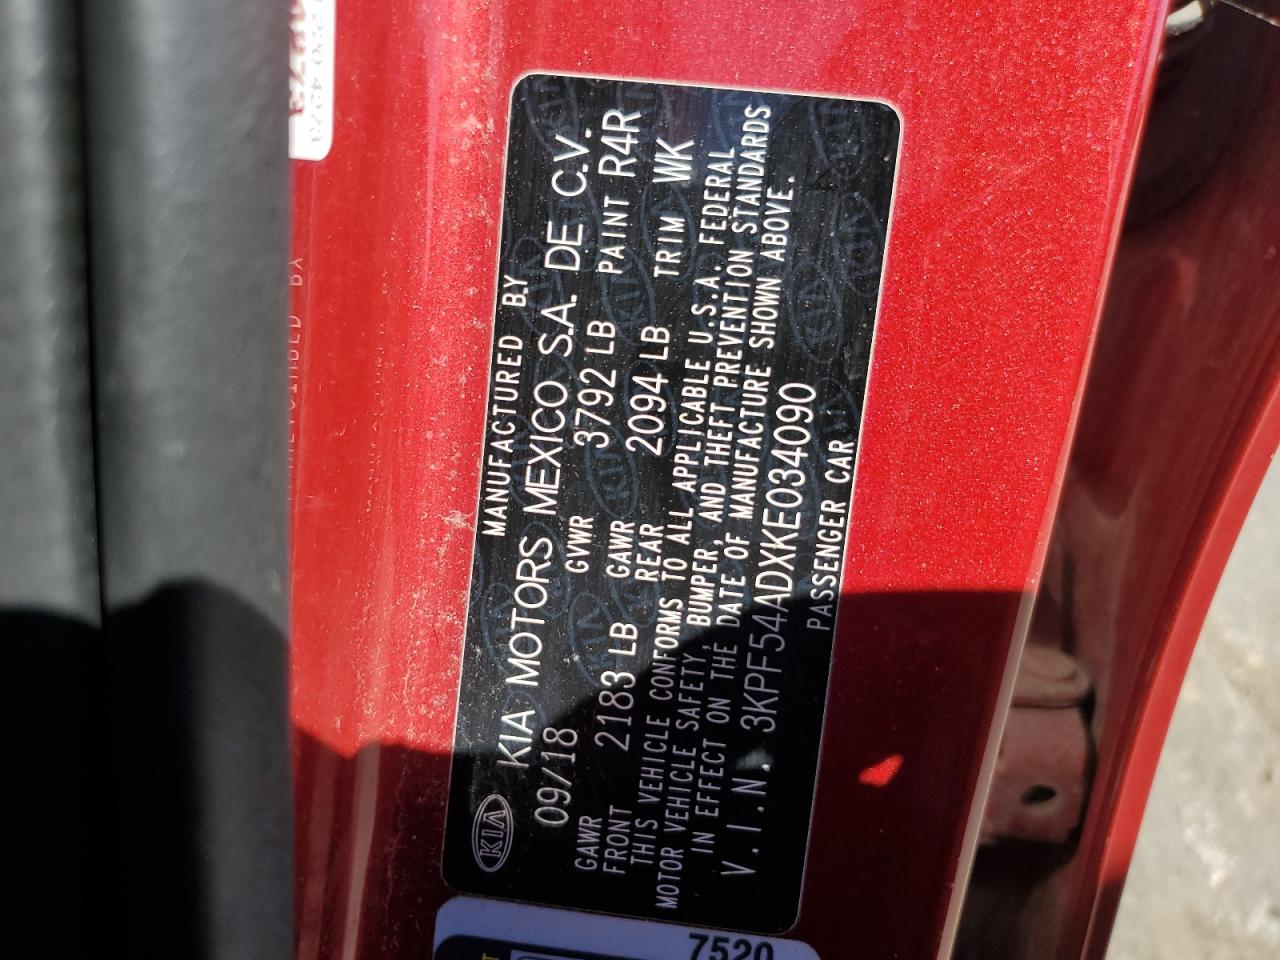 MANUFACTURED BY
KIA KIA MOTORS MEXICO S.A. DE C.V.
09/18 GVWR 3792 LB PAINT R4R
GAWR FRONT 2183 LB GAWR REAR 2094 LB TRIM WK
THIS VEHICLE CONFORMS TO ALL APPLICABLE U.S.A. FEDERAL
MOTOR VEHICLE SAFETY, BUMPER, AND THEFT PREVENTION STANDARDS
IN EFFECT ON THE DATE OF MANUFACTURE SHOWN ABOVE.
V.I.N. 3KPF54ADXKE034090
PASSENGER CAR
7520